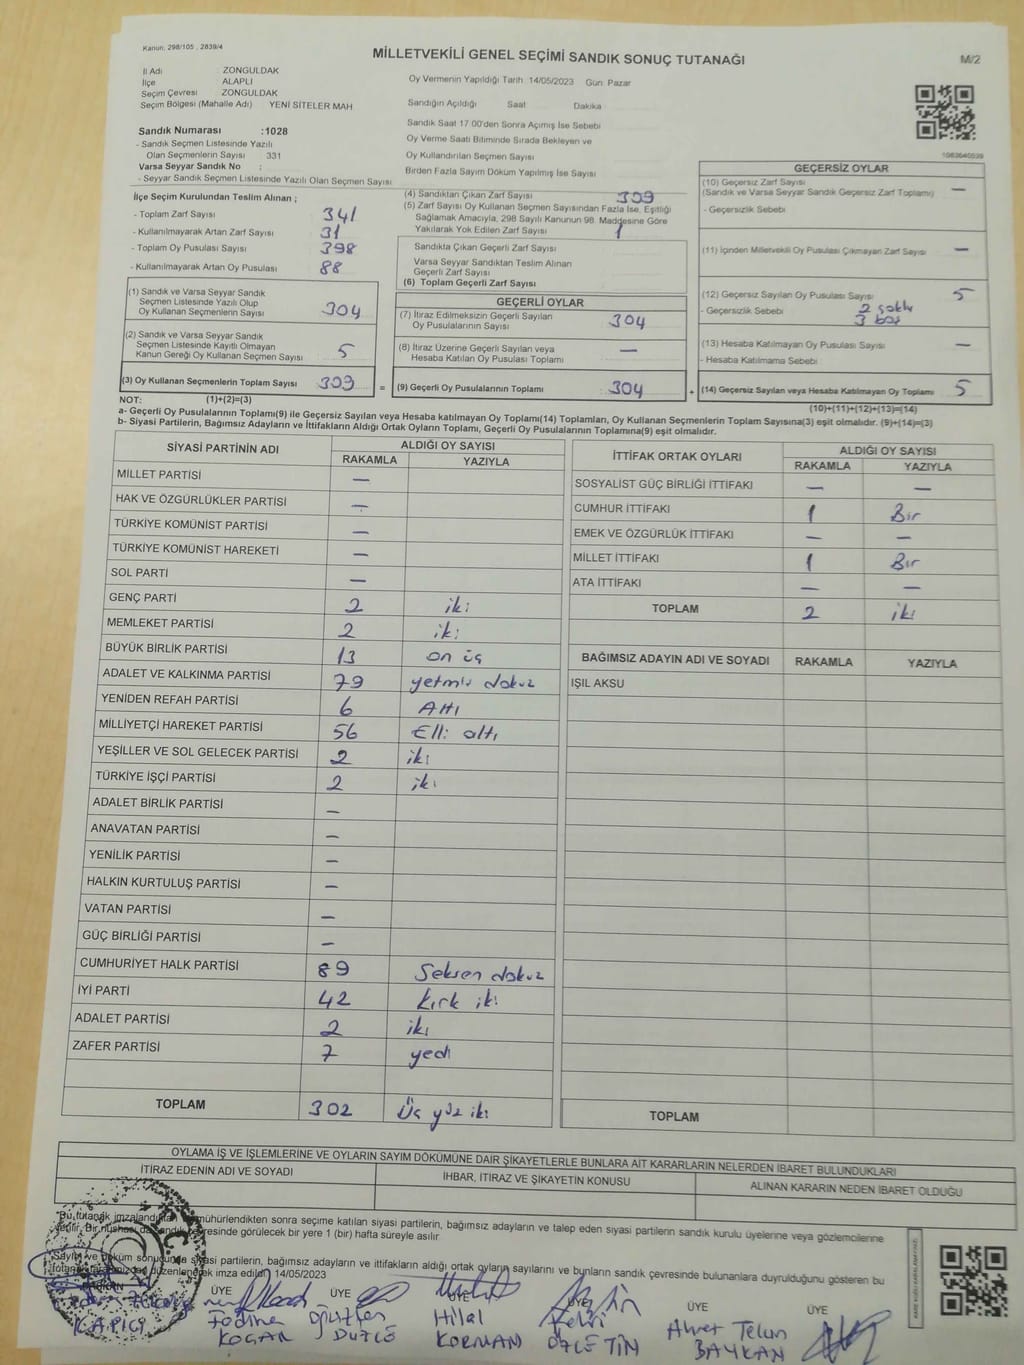 Kanun: 298/105 , 2839/4
MİLLETVEKİLİ GENEL SEÇİMİ SANDIK SONUÇ TUTANAĞI
M/2
İl Adı : ZONGULDAK
İlçe : ALAPLI
Seçim Çevresi : ZONGULDAK
Seçim Bölgesi (Mahalle Adı) YENİ SİTELER MAH
Sandık Numarası :1028
- Sandık Seçmen Listesinde Yazılı
Olan Seçmenlerin Sayısı 331
Varsa Seyyar Sandık No :
- Seyyar Sandık Seçmen Listesinde Yazılı Olan Seçmen Sayısı
Oy Vermenin Yapıldığı Tarih 14/05/2023 Gün Pazar
Sandığın Açıldığı Saat Dakika
Sandık Saat 17:00'den Sonra Açılmış İse Sebebi
Oy Verme Saati Bitiminde Sırada Bekleyen ve
Oy Kullandırılan Seçmen Sayısı
Birden Fazla Sayım Döküm Yapılmış İse Sayısı
İlçe Seçim Kurulundan Teslim Alınan ;
- Toplam Zarf Sayısı 341
- Kullanılmayarak Artan Zarf Sayısı 31
- Toplam Oy Pusulası Sayısı 398
- Kullanılmayarak Artan Oy Pusulası 88
(4) Sandıktan Çıkan Zarf Sayısı 309
(5) Zarf Sayısı Oy Kullanan Seçmen Sayısından Fazla İse, Eşitliği
Sağlamak Amacıyla, 298 Sayılı Kanunun 98. Maddesine Göre
Yakılarak Yok Edilen Zarf Sayısı 1
Sandıkta Çıkan Geçerli Zarf Sayısı
Varsa Seyyar Sandıktan Teslim Alınan
Geçerli Zarf Sayısı
(6) Toplam Geçerli Zarf Sayısı
GEÇERSİZ OYLAR
(10) Geçersiz Zarf Sayısı —
(Sandık ve Varsa Seyyar Sandık Geçersiz Zarf Toplamı)
- Geçersizlik Sebebi
(11) İçinden Milletvekili Oy Pusulası Çıkmayan Zarf Sayısı —
(12) Geçersiz Sayılan Oy Pusulası Sayısı 5
- Geçersizlik Sebebi 2 çoklu
3 boş
(13) Hesaba Katılmayan Oy Pusulası Sayısı —
- Hesaba Katılmama Sebebi
(1) Sandık ve Varsa Seyyar Sandık
Seçmen Listesinde Yazılı Olup
Oy Kullanan Seçmenlerin Sayısı 304
(2) Sandık ve Varsa Seyyar Sandık
Seçmen Listesinde Kayıtlı Olmayan
Kanun Gereği Oy Kullanan Seçmen Sayısı 5
GEÇERLİ OYLAR
(7) İtiraz Edilmeksizin Geçerli Sayılan
Oy Pusulalarının Sayısı 304
(8) İtiraz Üzerine Geçerli Sayılan veya
Hesaba Katılan Oy Pusulası Toplamı —
(3) Oy Kullanan Seçmenlerin Toplam Sayısı 309 = (9) Geçerli Oy Pusulalarının Toplamı 304 + (14) Geçersiz Sayılan veya Hesaba Katılmayan Oy Toplamı 5
NOT: (1)+(2)=(3) (10)+(11)+(12)+(13)=(14)
a- Geçerli Oy Pusulalarının Toplamı(9) ile Geçersiz Sayılan veya Hesaba katılmayan Oy Toplamı(14) Toplamları, Oy Kullanan Seçmenlerin Toplam Sayısına(3) eşit olmalıdır. (9)+(14)=(3)
b- Siyasi Partilerin, Bağımsız Adayların ve İttifakların Aldığı Ortak Oyların Toplamı, Geçerli Oy Pusulalarının Toplamına(9) eşit olmalıdır.
SİYASİ PARTİNİN ADI ALDIĞI OY SAYISI
RAKAMLA YAZIYLA
MİLLET PARTİSİ —
HAK VE ÖZGÜRLÜKLER PARTİSİ —
TÜRKİYE KOMÜNİST PARTİSİ —
TÜRKİYE KOMÜNİST HAREKETİ —
SOL PARTİ —
GENÇ PARTİ 2 iki
MEMLEKET PARTİSİ 2 iki
BÜYÜK BİRLİK PARTİSİ 13 on üç
ADALET VE KALKINMA PARTİSİ 79 yetmiş dokuz
YENİDEN REFAH PARTİSİ 6 Altı
MİLLİYETÇİ HAREKET PARTİSİ 56 Elli altı
YEŞİLLER VE SOL GELECEK PARTİSİ 2 iki
TÜRKİYE İŞÇİ PARTİSİ 2 iki
ADALET BİRLİK PARTİSİ —
ANAVATAN PARTİSİ —
YENİLİK PARTİSİ —
HALKIN KURTULUŞ PARTİSİ —
VATAN PARTİSİ —
GÜÇ BİRLİĞİ PARTİSİ —
CUMHURİYET HALK PARTİSİ 89 Seksen dokuz
İYİ PARTİ 42 Kırk iki
ADALET PARTİSİ 2 iki
ZAFER PARTİSİ 7 yedi
TOPLAM 302 Üç yüz iki
İTTİFAK ORTAK OYLARI ALDIĞI OY SAYISI
RAKAMLA YAZIYLA
SOSYALİST GÜÇ BİRLİĞİ İTTİFAKI — —
CUMHUR İTTİFAKI 1 Bir
EMEK VE ÖZGÜRLÜK İTTİFAKI — —
MİLLET İTTİFAKI 1 Bir
ATA İTTİFAKI — —
TOPLAM 2 iki
BAĞIMSIZ ADAYIN ADI VE SOYADI RAKAMLA YAZIYLA
IŞIL AKSU
TOPLAM
OYLAMA İŞ VE İŞLEMLERİNE VE OYLARIN SAYIM DÖKÜMÜNE DAİR ŞİKAYETLERLE BUNLARA AİT KARARLARIN NELERDEN İBARET BULUNDUKLARI
İTİRAZ EDENİN ADI VE SOYADI İHBAR, İTİRAZ VE ŞİKAYETİN KONUSU ALINAN KARARIN NEDEN İBARET OLDUĞU
Bu tutanak imzalandıktan mühürlendikten sonra seçime katılan siyasi partilerin, bağımsız adayların ve talep eden siyasi partilerin sandık kurulu üyelerine veya gözlemcilerine
verilir. Bir nüshası da sandık çevresinde görülecek bir yere 1 (bir) hafta süreyle asılır.
Sayım ve döküm sonucunda siyasi partilerin, bağımsız adayların ve ittifakların aldığı ortak oyların sayılarını ve bunların sandık çevresinde bulunanlara duyrulduğunu gösteren bu
düzenlenerek imza edildi 14/05/2023
ÜYE ÜYE ÜYE ÜYE ÜYE ÜYE
KAPICI
Fadime KOGAR
Oğuzhan
Hilal KORMAN
Ahmet Telun BAYKAN